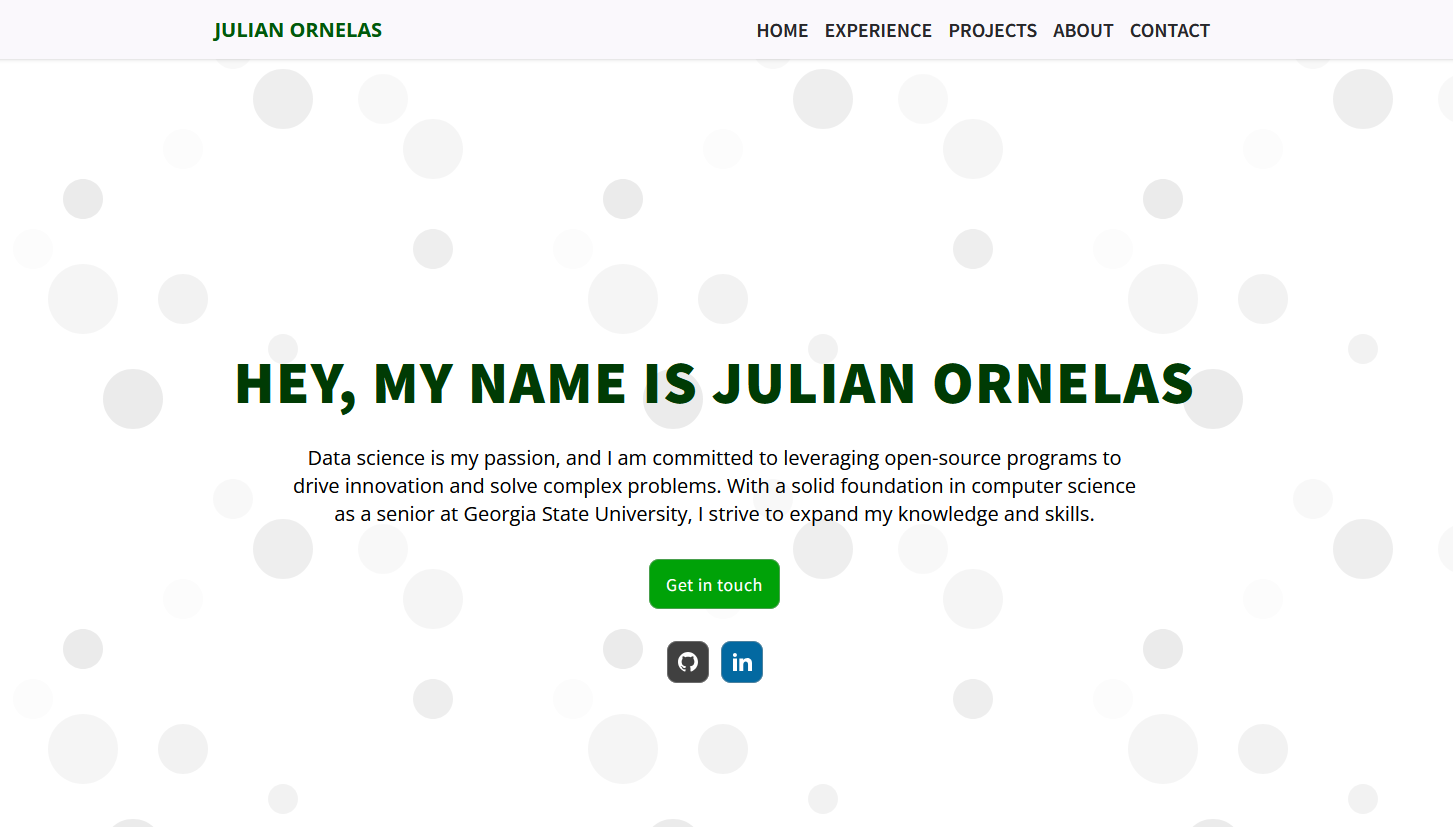 JULIAN ORNELAS
HOME EXPERIENCE PROJECTS ABOUT CONTACT
HEY, MY NAME IS JULIAN ORNELAS
Data science is my passion, and I am committed to leveraging open-source programs to
drive innovation and solve complex problems. With a solid foundation in computer science
as a senior at Georgia State University, I strive to expand my knowledge and skills.
Get in touch
in